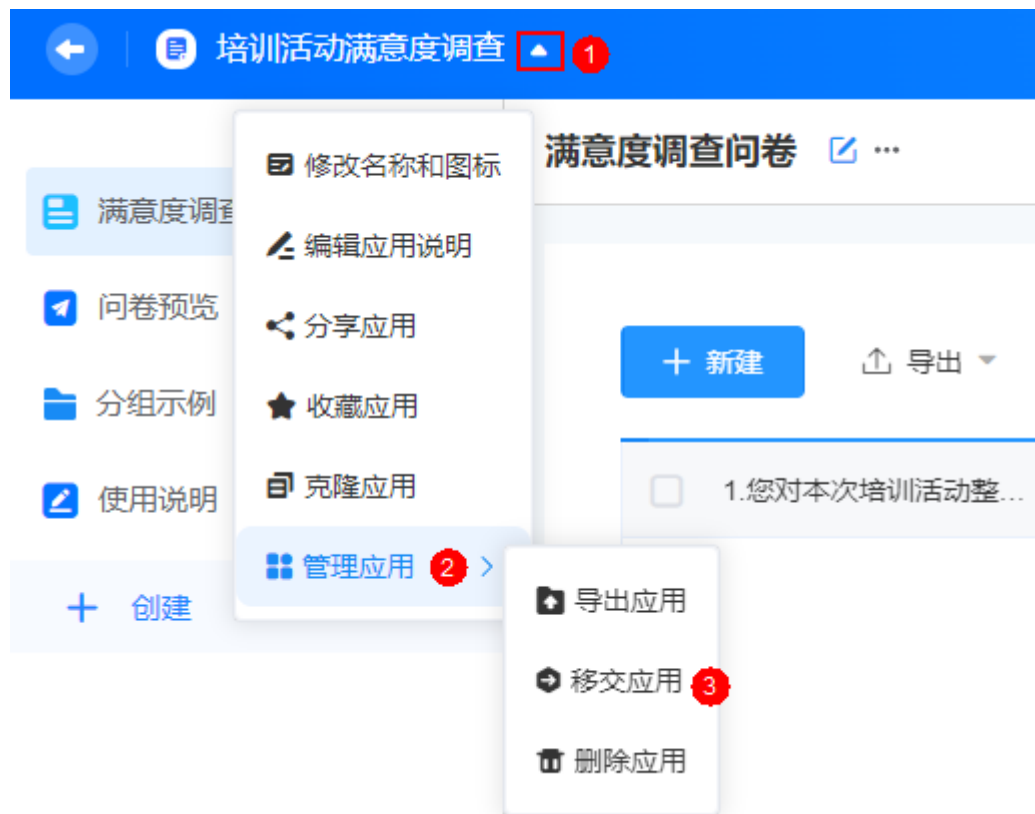 培训活动满意度调查 1
修改名称和图标
编辑应用说明
分享应用
收藏应用
克隆应用
管理应用 2
导出应用
移交应用 3
删除应用
满意度调查
问卷预览
分组示例
使用说明
创建
满意度调查问卷
新建
导出
1.您对本次培训活动整...